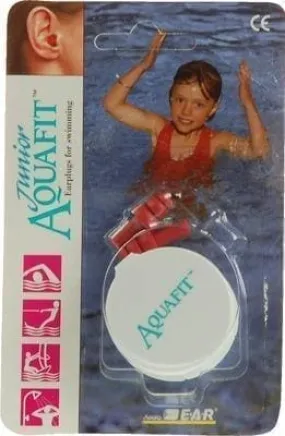 CE
Junior
AQUAFIT™
Earplugs for swimming
AQUAFIT™
E·A·R®